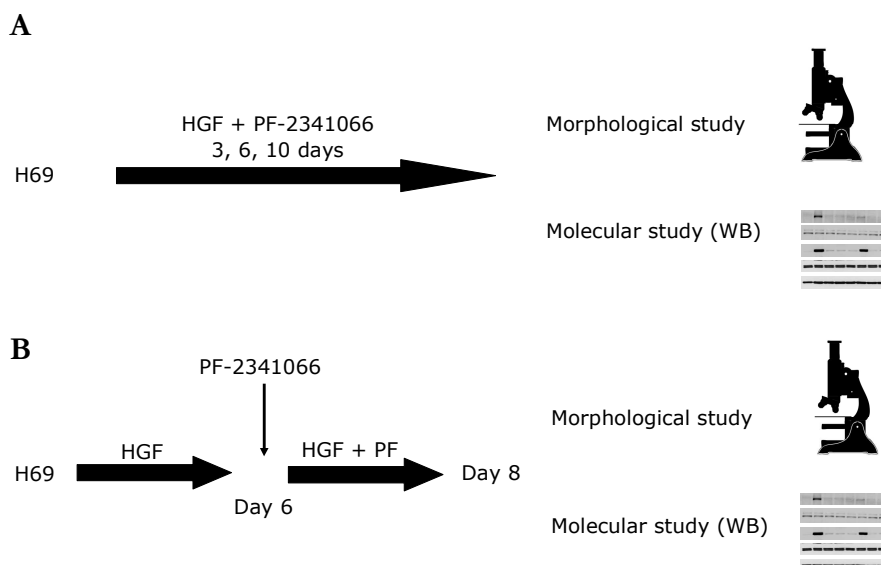 A
HGF + PF-2341066
3, 6, 10 days
H69
Morphological study
Molecular study (WB)
B
PF-2341066
HGF
HGF + PF
H69
Day 6
Day 8
Morphological study
Molecular study (WB)